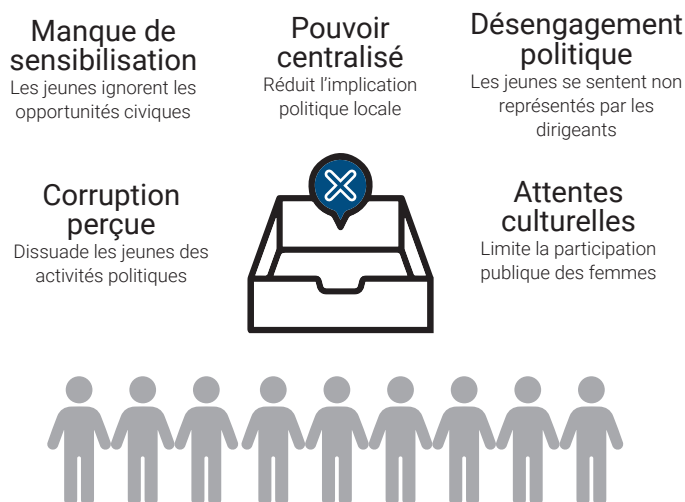 Manque de
sensibilisation
Les jeunes ignorent les
opportunités civiques
Pouvoir
centralisé
Réduit l'implication
politique locale
Désengagement
politique
Les jeunes se sentent non
représentés par les
dirigeants
Corruption
perçue
Dissuade les jeunes des
activités politiques
Attentes
culturelles
Limite la participation
publique des femmes